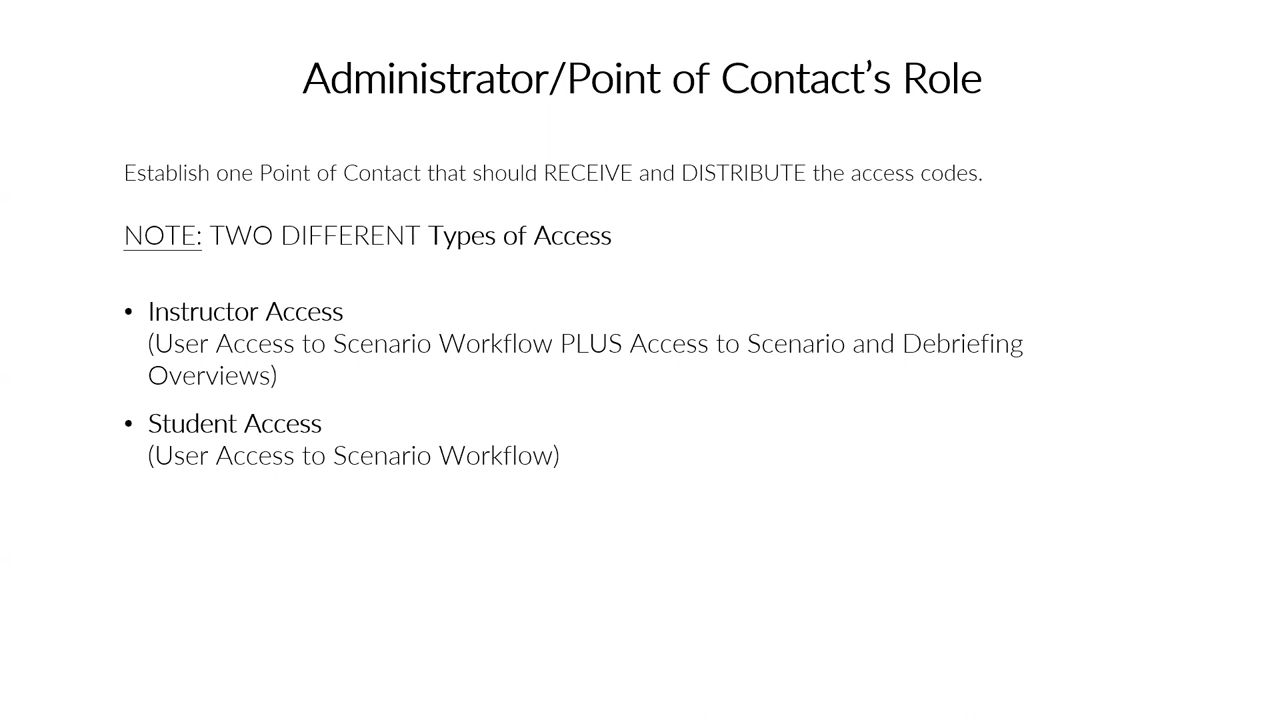 Administrator/Point of Contact’s Role
Establish one Point of Contact that should RECEIVE and DISTRIBUTE the access codes.
NOTE: TWO DIFFERENT Types of Access
• Instructor Access
(User Access to Scenario Workflow PLUS Access to Scenario and Debriefing
Overviews)
• Student Access
(User Access to Scenario Workflow)